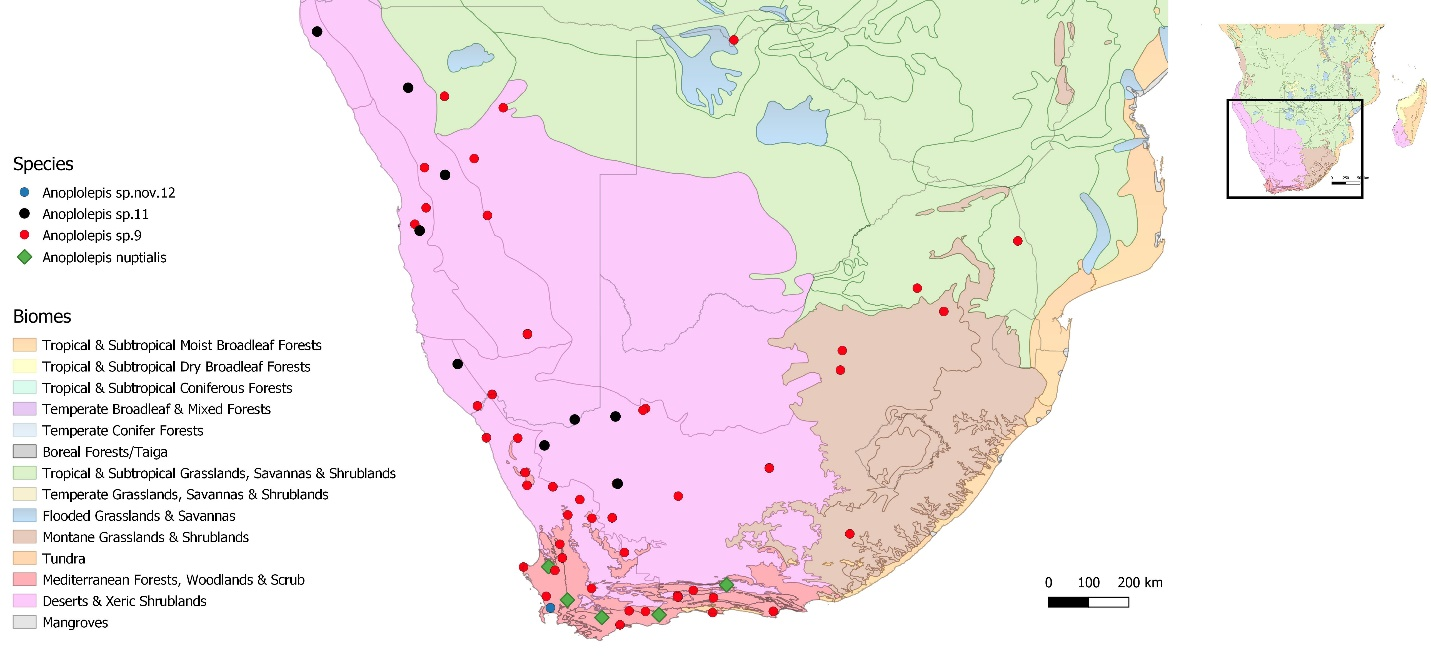 Species
Anoplolepis sp.nov.12
Anoplolepis sp.11
Anoplolepis sp.9
Anoplolepis nuptialis
Biomes
Tropical & Subtropical Moist Broadleaf Forests
Tropical & Subtropical Dry Broadleaf Forests
Tropical & Subtropical Coniferous Forests
Temperate Broadleaf & Mixed Forests
Temperate Conifer Forests
Boreal Forests/Taiga
Tropical & Subtropical Grasslands, Savannas & Shrublands
Temperate Grasslands, Savannas & Shrublands
Flooded Grasslands & Savannas
Montane Grasslands & Shrublands
Tundra
Mediterranean Forests, Woodlands & Scrub
Deserts & Xeric Shrublands
Mangroves
0 100 200 km